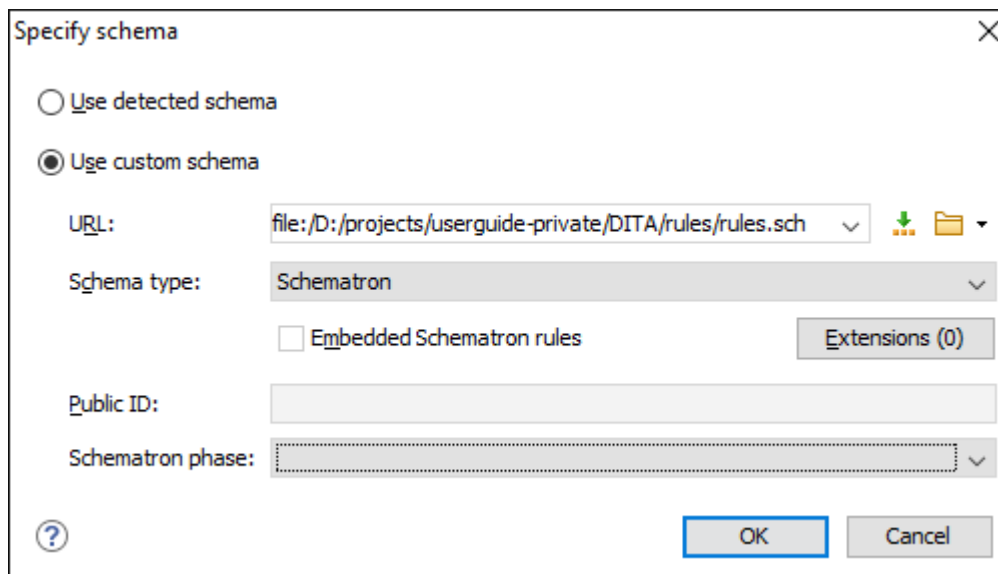 Specify schema
Use detected schema
Use custom schema
URL: file:/D:/projects/userguide-private/DITA/rules/rules.sch
Schema type: Schematron
Embedded Schematron rules Extensions (0)
Public ID:
Schematron phase:
? OK Cancel